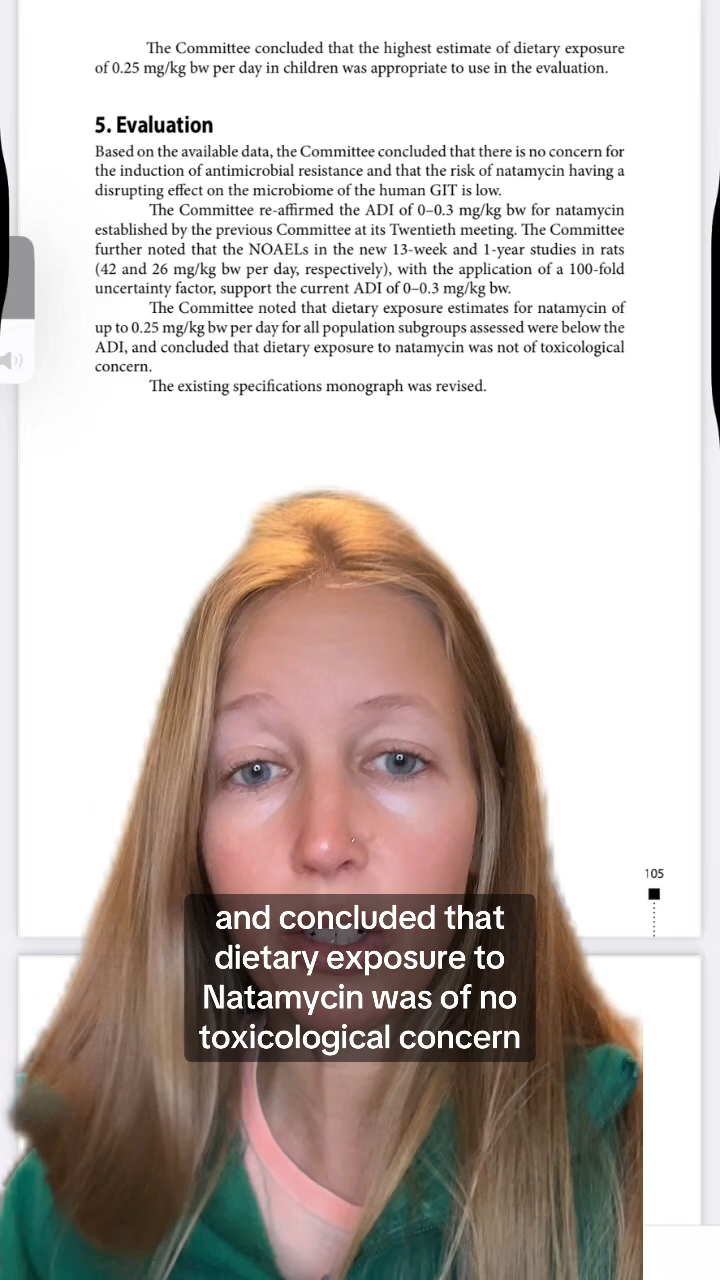 The Committee concluded that the highest estimate of dietary exposure
of 0.25 mg/kg bw per day in children was appropriate to use in the evaluation.
5. Evaluation
Based on the available data, the Committee concluded that there is no concern for
the induction of antimicrobial resistance and that the risk of natamycin having a
disrupting effect on the microbiome of the human GIT is low.
The Committee re-affirmed the ADI of 0–0.3 mg/kg bw for natamycin
established by the previous Committee at its Twentieth meeting. The Committee
further noted that the NOAELs in the new 13-week and 1-year studies in rats
(42 and 26 mg/kg bw per day, respectively), with the application of a 100-fold
uncertainty factor, support the current ADI of 0–0.3 mg/kg bw.
The Committee noted that dietary exposure estimates for natamycin of
up to 0.25 mg/kg bw per day for all population subgroups assessed were below the
ADI, and concluded that dietary exposure to natamycin was not of toxicological
concern.
The existing specifications monograph was revised.
105
and concluded that
dietary exposure to
Natamycin was of no
toxicological concern